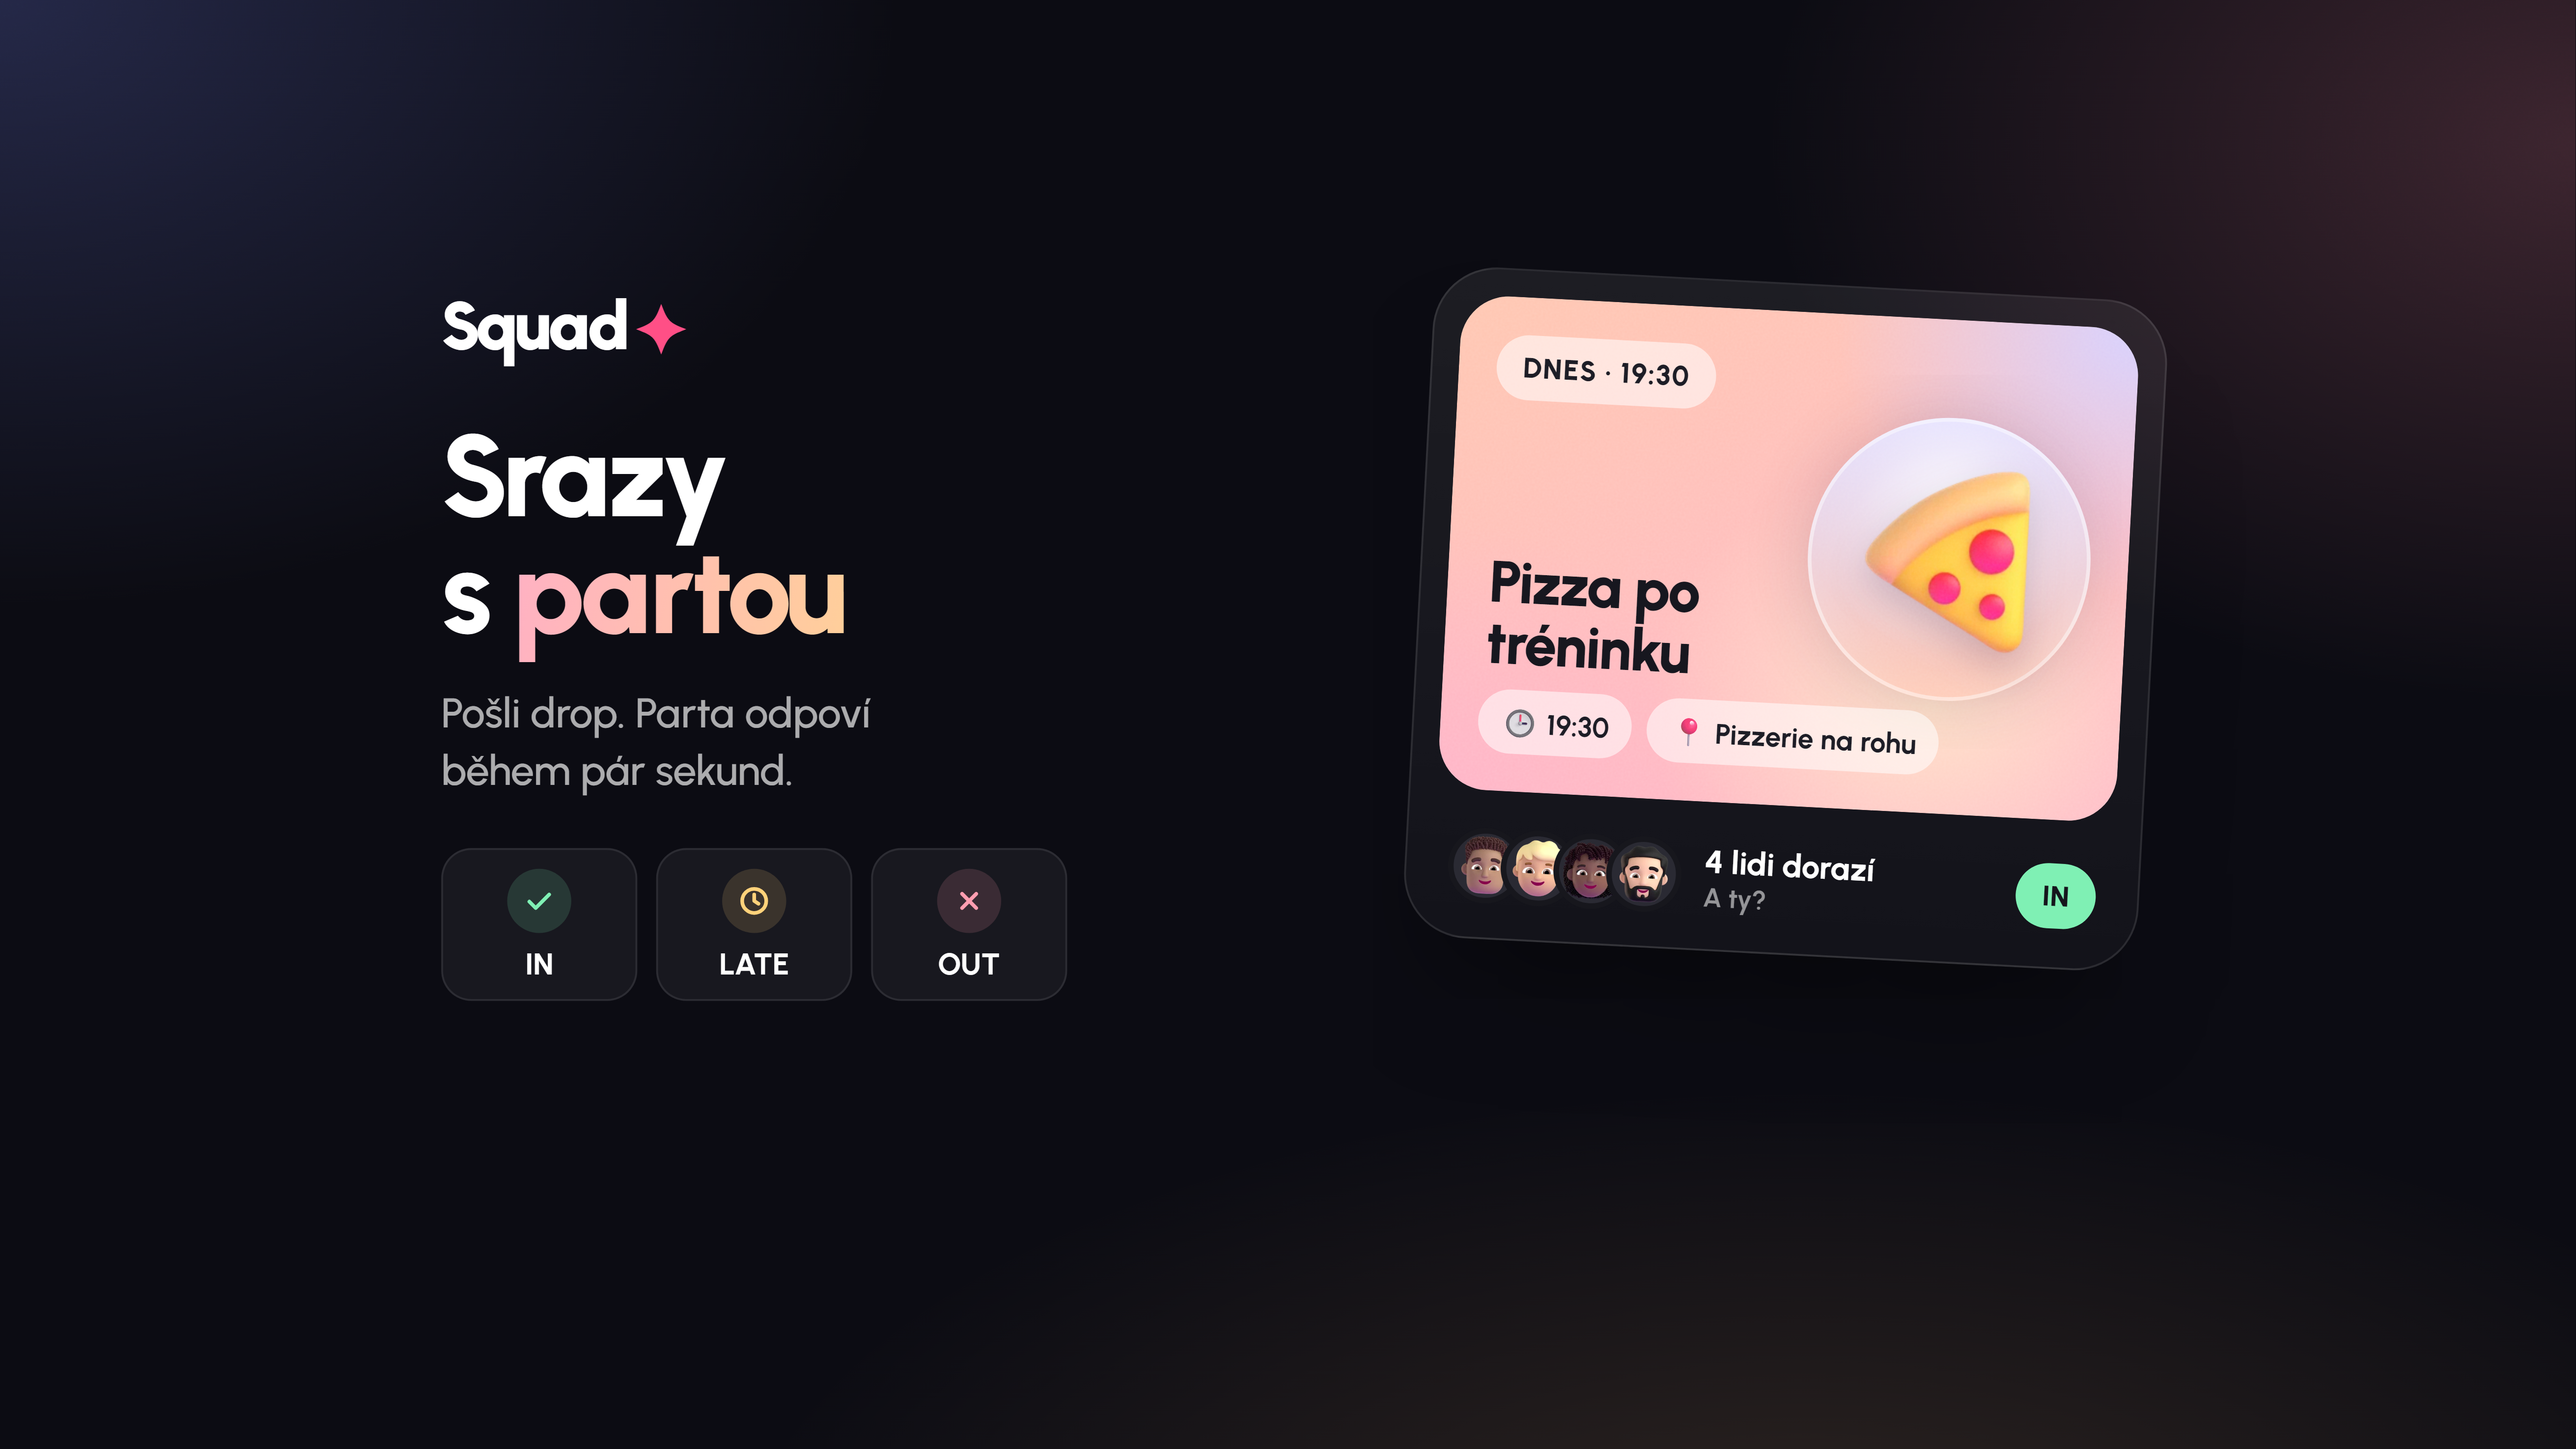 Squad
Srazy
s partou
Pošli drop. Parta odpoví
během pár sekund.
IN
LATE
OUT
DNES · 19:30
Pizza po
tréninku
19:30
Pizzerie na rohu
4 lidi dorazí
A ty?
IN